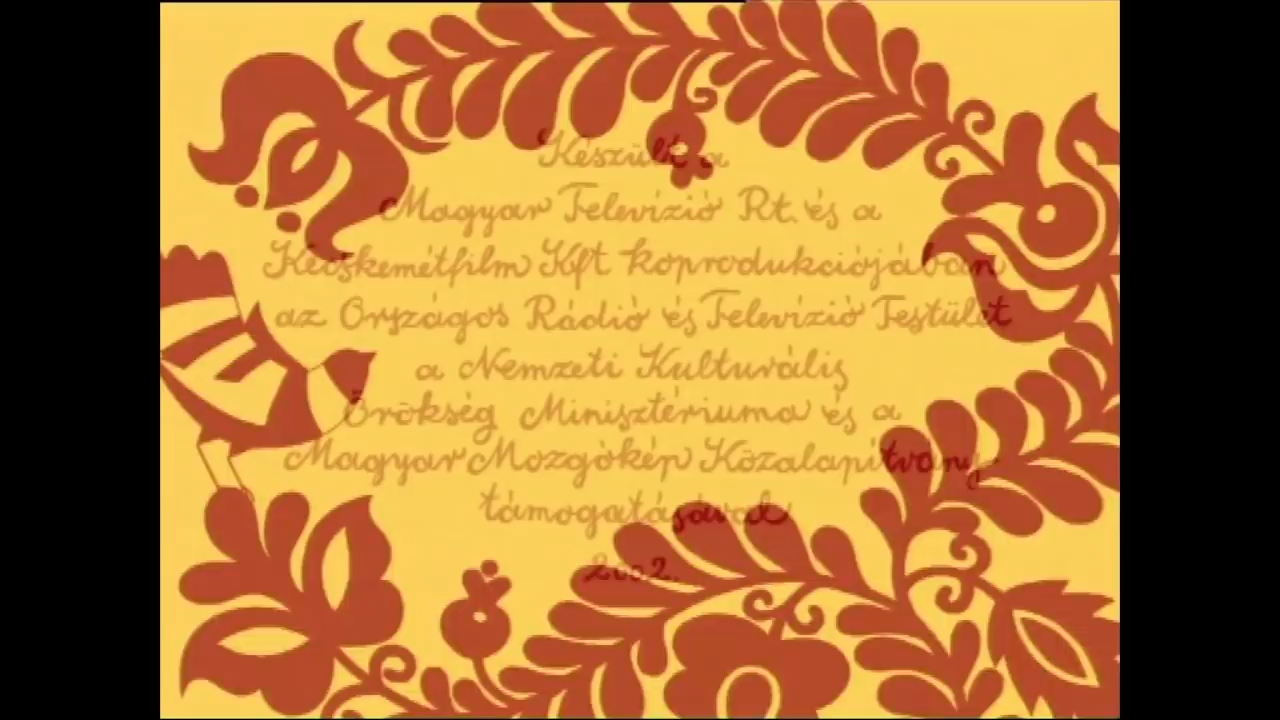 Készült a
Magyar Televízió Rt. és a
Kecskemétfilm Kft koprodukciójában
az Országos Rádió és Televízió Testület
a Nemzeti Kulturális
Örökség Minisztériuma és a
Magyar Mozgókép Közalapítvány
támogatásával
2002.